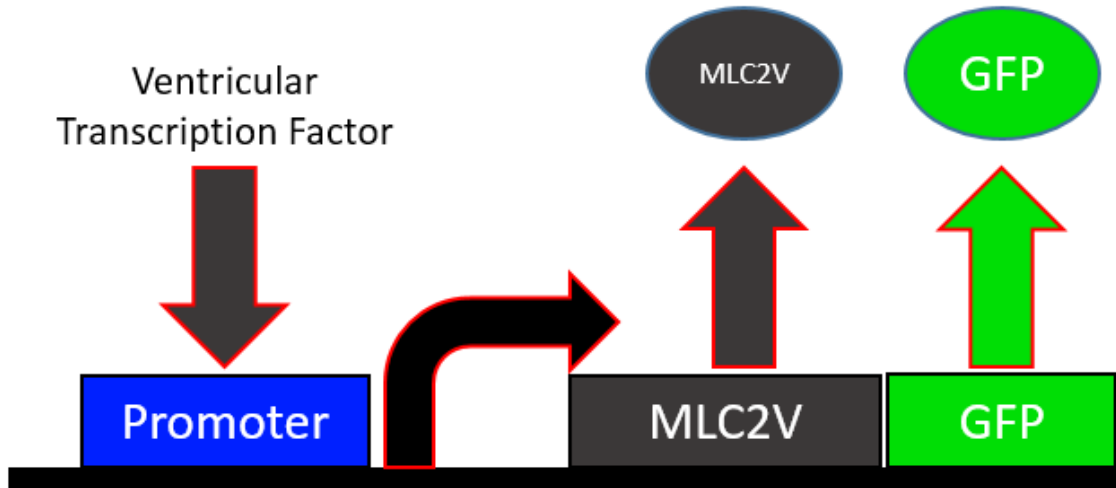 Ventricular
Transcription Factor
MLC2V
GFP
Promoter
MLC2V
GFP